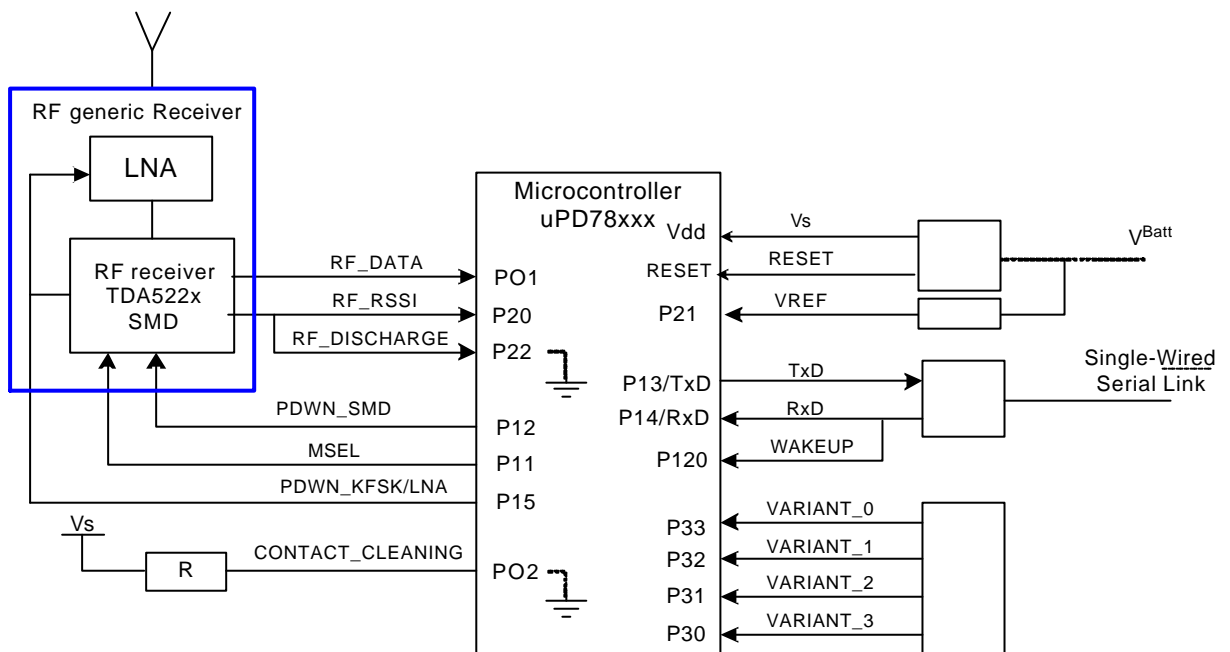 RF generic Receiver
LNA
RF receiver
TDA522x
SMD
RF_DATA
RF_RSSI
RF_DISCHARGE
PDWN_SMD
MSEL
PDWN_KFSK/LNA
Vs
R
CONTACT_CLEANING
Microcontroller
uPD78xxx
PO1
P20
P22
P12
P11
P15
PO2
Vdd
RESET
P21
P13/TxD
P14/RxD
P120
P33
P32
P31
P30
Vs
RESET
VREF
TxD
RxD
WAKEUP
VARIANT_0
VARIANT_1
VARIANT_2
VARIANT_3
VBatt
Single-Wired
Serial Link